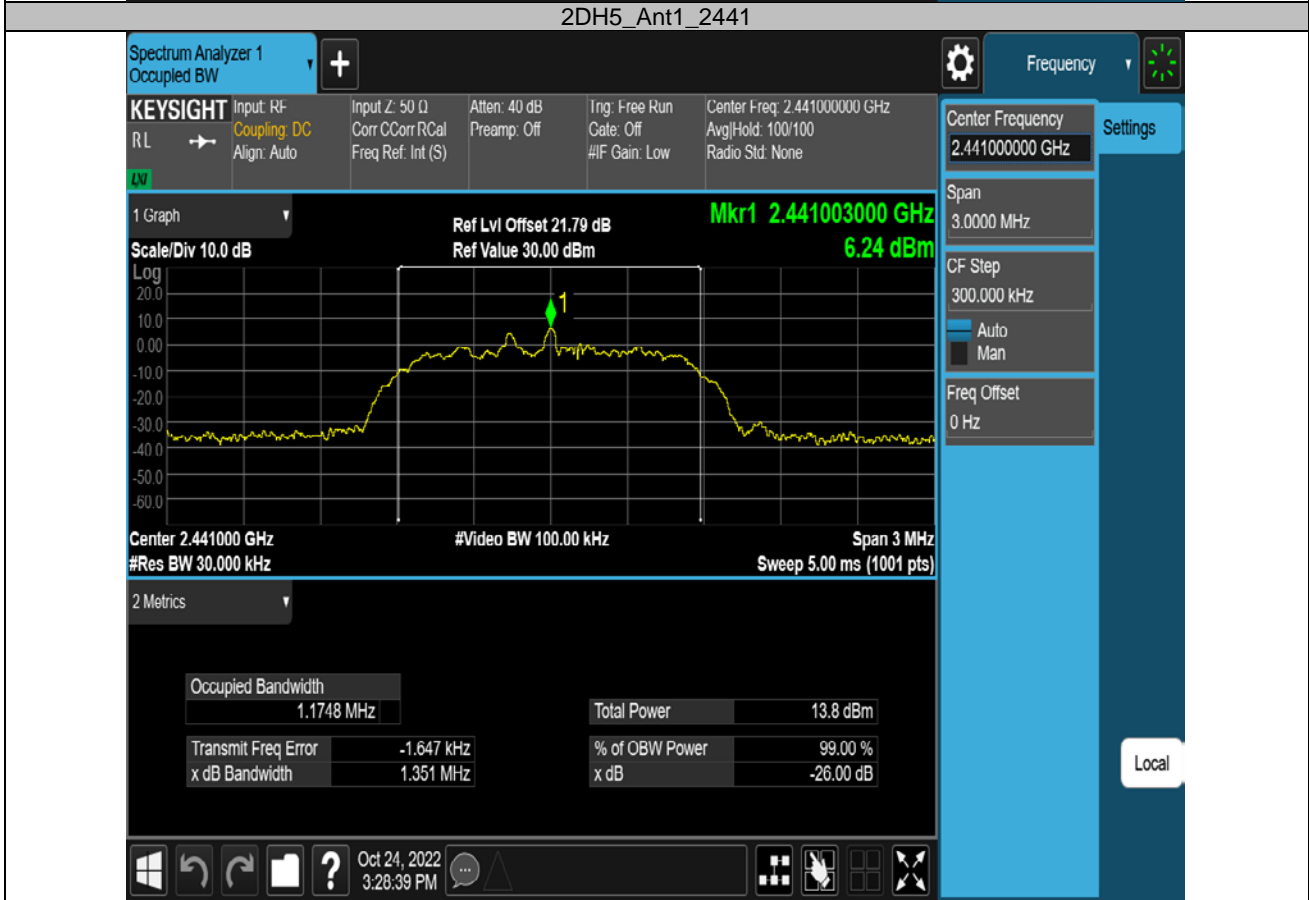 2DH5_Ant1_2441
Spectrum Analyzer 1
Occupied BW
+
Frequency
KEYSIGHT
RL
LXI
Input: RF
Coupling: DC
Align: Auto
Input Z: 50 Ω
Corr CCorr RCal
Freq Ref: Int (S)
Atten: 40 dB
Preamp: Off
Trig: Free Run
Gate: Off
#IF Gain: Low
Center Freq: 2.441000000 GHz
Avg|Hold: 100/100
Radio Std: None
1 Graph
Scale/Div 10.0 dB
Ref Lvl Offset 21.79 dB
Ref Value 30.00 dBm
Mkr1 2.441003000 GHz
6.24 dBm
Log
20.0
10.0
0.00
-10.0
-20.0
-30.0
-40.0
-50.0
-60.0
1
Center 2.441000 GHz
#Video BW 100.00 kHz
Span 3 MHz
#Res BW 30.000 kHz
Sweep 5.00 ms (1001 pts)
2 Metrics
Occupied Bandwidth
1.1748 MHz
Total Power 13.8 dBm
Transmit Freq Error -1.647 kHz
% of OBW Power 99.00 %
x dB Bandwidth 1.351 MHz
x dB -26.00 dB
Center Frequency
2.441000000 GHz
Settings
Span
3.0000 MHz
CF Step
300.000 kHz
Auto
Man
Freq Offset
0 Hz
Local
?
Oct 24, 2022
3:28:39 PM